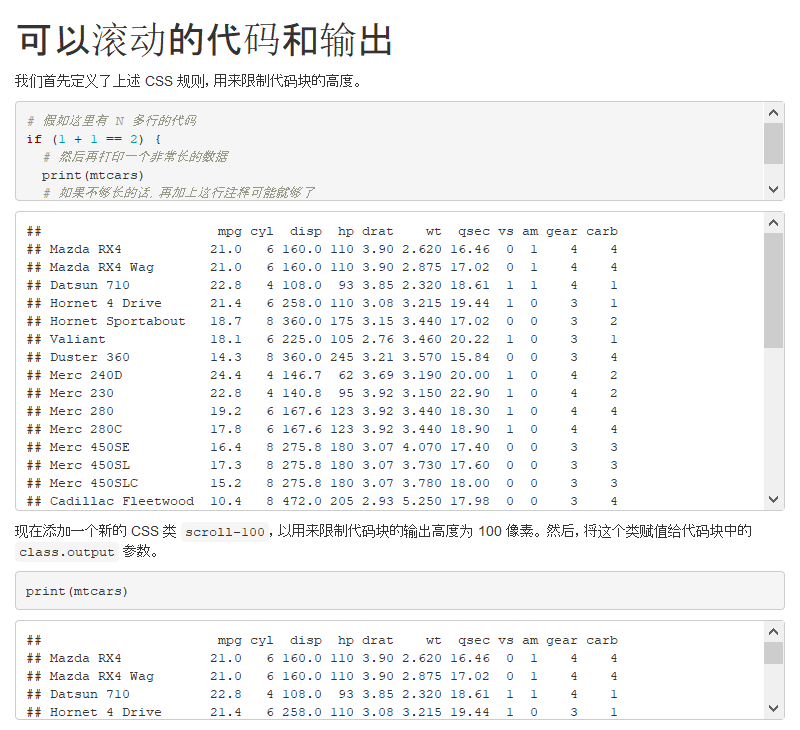 可以滚动的代码和输出
我们首先定义了上述 CSS 规则, 用来限制代码块的高度。
# 假如这里有 N 多行的代码
if (1 + 1 == 2) {
  # 然后再打印一个非常长的数据
  print(mtcars)
  # 如果不够长的话, 再加上这行注释可能就够了
##                      mpg cyl  disp  hp drat    wt  qsec vs am gear carb
## Mazda RX4           21.0   6 160.0 110 3.90 2.620 16.46  0  1    4    4
## Mazda RX4 Wag       21.0   6 160.0 110 3.90 2.875 17.02  0  1    4    4
## Datsun 710          22.8   4 108.0  93 3.85 2.320 18.61  1  1    4    1
## Hornet 4 Drive      21.4   6 258.0 110 3.08 3.215 19.44  1  0    3    1
## Hornet Sportabout   18.7   8 360.0 175 3.15 3.440 17.02  0  0    3    2
## Valiant             18.1   6 225.0 105 2.76 3.460 20.22  1  0    3    1
## Duster 360          14.3   8 360.0 245 3.21 3.570 15.84  0  0    3    4
## Merc 240D           24.4   4 146.7  62 3.69 3.190 20.00  1  0    4    2
## Merc 230            22.8   4 140.8  95 3.92 3.150 22.90  1  0    4    2
## Merc 280            19.2   6 167.6 123 3.92 3.440 18.30  1  0    4    4
## Merc 280C           17.8   6 167.6 123 3.92 3.440 18.90  1  0    4    4
## Merc 450SE          16.4   8 275.8 180 3.07 4.070 17.40  0  0    3    3
## Merc 450SL          17.3   8 275.8 180 3.07 3.730 17.60  0  0    3    3
## Merc 450SLC         15.2   8 275.8 180 3.07 3.780 18.00  0  0    3    3
## Cadillac Fleetwood  10.4   8 472.0 205 2.93 5.250 17.98  0  0    3    4
现在添加一个新的 CSS 类 scroll-100, 以用来限制代码块的输出高度为 100 像素。然后, 将这个类赋值给代码块中的
class.output 参数。
print(mtcars)
##                      mpg cyl  disp  hp drat    wt  qsec vs am gear carb
## Mazda RX4           21.0   6 160.0 110 3.90 2.620 16.46  0  1    4    4
## Mazda RX4 Wag       21.0   6 160.0 110 3.90 2.875 17.02  0  1    4    4
## Datsun 710          22.8   4 108.0  93 3.85 2.320 18.61  1  1    4    1
## Hornet 4 Drive      21.4   6 258.0 110 3.08 3.215 19.44  1  0    3    1